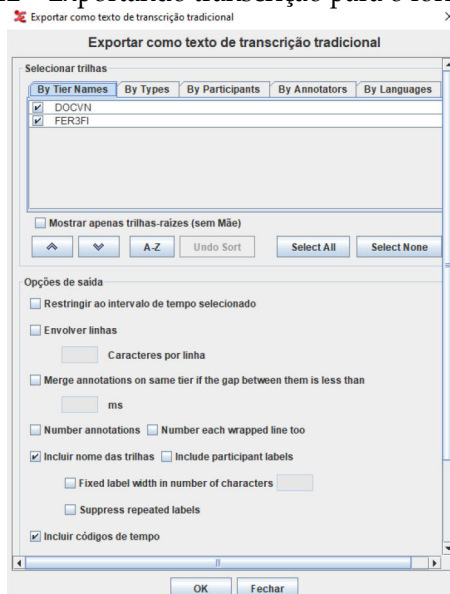 Exportando transcrição para o for
Exportar como texto de transcrição tradicional
Exportar como texto de transcrição tradicional
Selecionar trilhas
By Tier Names By Types By Participants By Annotators By Languages
DOCVN
FER3FI
Mostrar apenas trilhas-raízes (sem Mãe)
A-Z Undo Sort Select All Select None
Opções de saída
Restringir ao intervalo de tempo selecionado
Envolver linhas
Caracteres por linha
Merge annotations on same tier if the gap between them is less than
ms
Number annotations Number each wrapped line too
Incluir nome das trilhas Include participant labels
Fixed label width in number of characters
Suppress repeated labels
Incluir códigos de tempo
OK Fechar